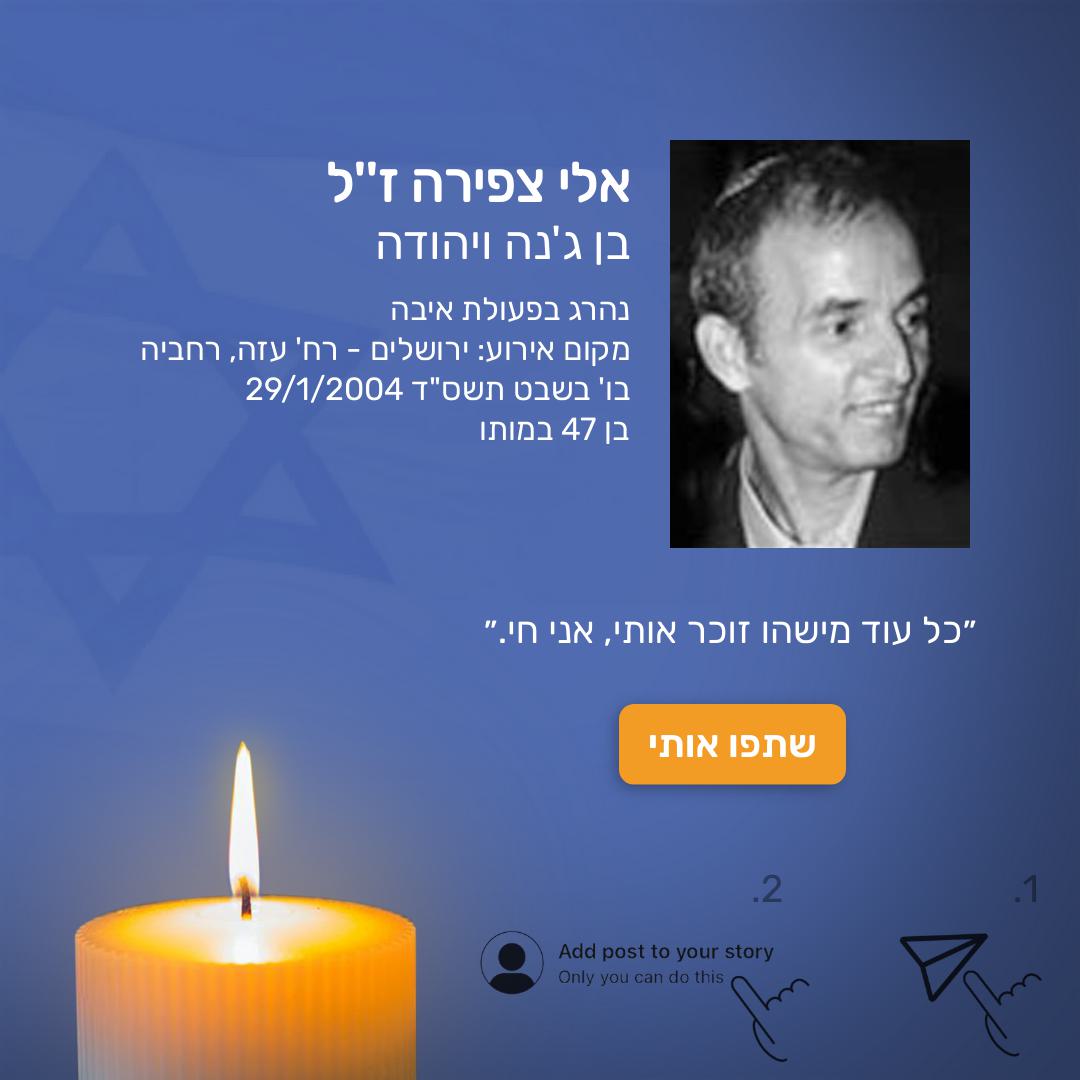 אלי צפירה ז"ל
בן ג'נה ויהודה
נהרג בפעולת איבה
מקום אירוע: ירושלים - רח' עזה, רחביה
בו' בשבט תשס"ד 29/1/2004
בן 47 במותו
״כל עוד מישהו זוכר אותי, אני חי.״
שתפו אותי
.1
.2
Add post to your story
Only you can do this